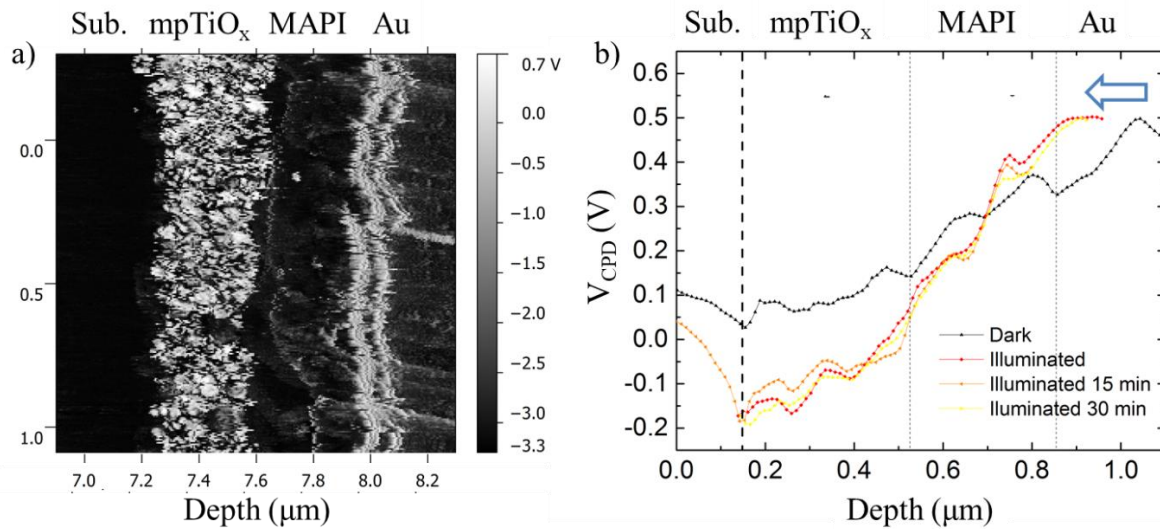 Sub. mpTiOₓ MAPI Au
a)
0.7 V
0.0
−0.5
−1.0
−1.5
−2.0
−2.5
−3.0
−3.3
0.0
0.5
1.0
7.0 7.2 7.4 7.6 7.8 8.0 8.2
Depth (μm)
Sub. mpTiOₓ MAPI Au
b)
0.6
0.5
0.4
0.3
0.2
0.1
0.0
-0.1
-0.2
V_CPD (V)
Dark
Illuminated
Illuminated 15 min
Iluminated 30 min
0.0 0.2 0.4 0.6 0.8 1.0
Depth (μm)